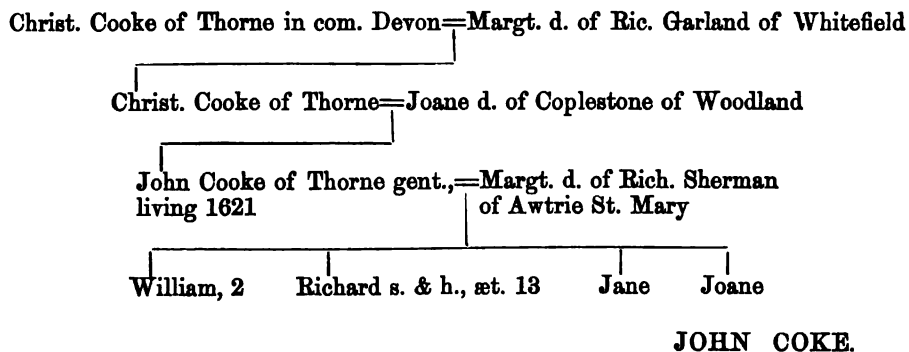 Christ. Cooke of Thorne in com. Devon=Margt. d. of Ric. Garland of Whitefield
Christ. Cooke of Thorne=Joane d. of Coplestone of Woodland
John Cooke of Thorne gent.,=Margt. d. of Rich. Sherman
living 1621 of Awtrie St. Mary
William, 2 Richard s. & h., æt. 13 Jane Joane
JOHN COKE.